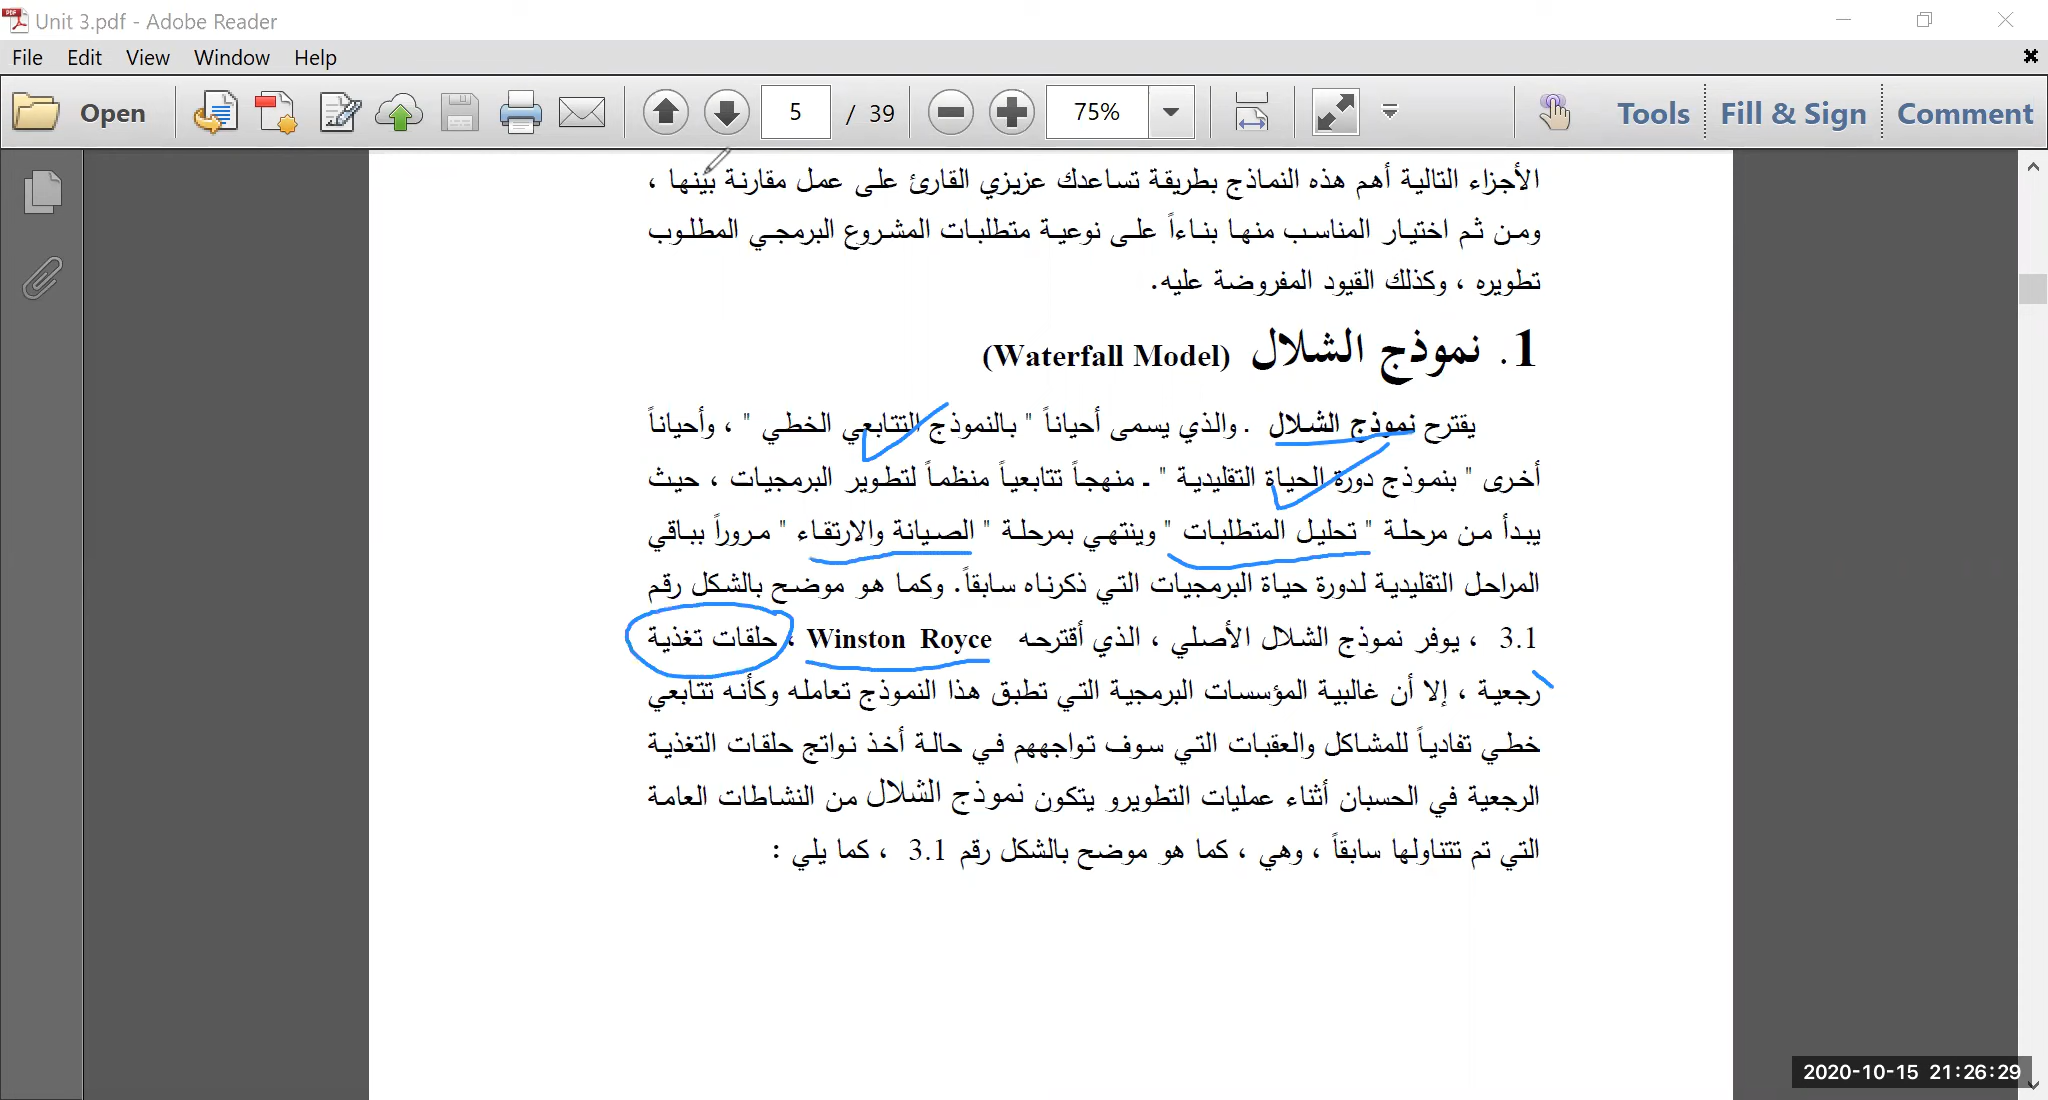 Unit 3.pdf - Adobe Reader
File Edit View Window Help
Open 5 / 39 75% Tools Fill & Sign Comment
الأجزاء التالية أهم هذه النماذج بطريقة تساعدك عزيزي القارئ على عمل مقارنة بينها ،
ومن ثم اختيار المناسب منها بناءاً على نوعية متطلبات المشروع البرمجي المطلوب
تطويره ، وكذلك القيود المفروضة عليه.
1. نموذج الشلال (Waterfall Model)
يقترح نموذج الشلال . والذي يسمى أحياناً " بالنموذج التتابعي الخطي " ، وأحياناً
أخرى " بنموذج دورة الحياة التقليدية " ـ منهجاً تتابعياً منظماً لتطوير البرمجيات ، حيث
يبدأ من مرحلة " تحليل المتطلبات " وينتهي بمرحلة " الصيانة والارتقاء " مروراً بباقي
المراحل التقليدية لدورة حياة البرمجيات التي ذكرناه سابقاً. وكما هو موضح بالشكل رقم
3.1 ، يوفر نموذج الشلال الأصلي ، الذي أقترحه Winston Royce ، حلقات تغذية
رجعية ، إلا أن غالبية المؤسسات البرمجية التي تطبق هذا النموذج تعامله وكأنه تتابعي
خطي تفادياً للمشاكل والعقبات التي سوف تواجههم في حالة أخذ نواتج حلقات التغذية
الرجعية في الحسبان أثناء عمليات التطويرو يتكون نموذج الشلال من النشاطات العامة
التي تم تتناولها سابقاً ، وهي ، كما هو موضح بالشكل رقم 3.1 ، كما يلي :
2020-10-15 21:26:29